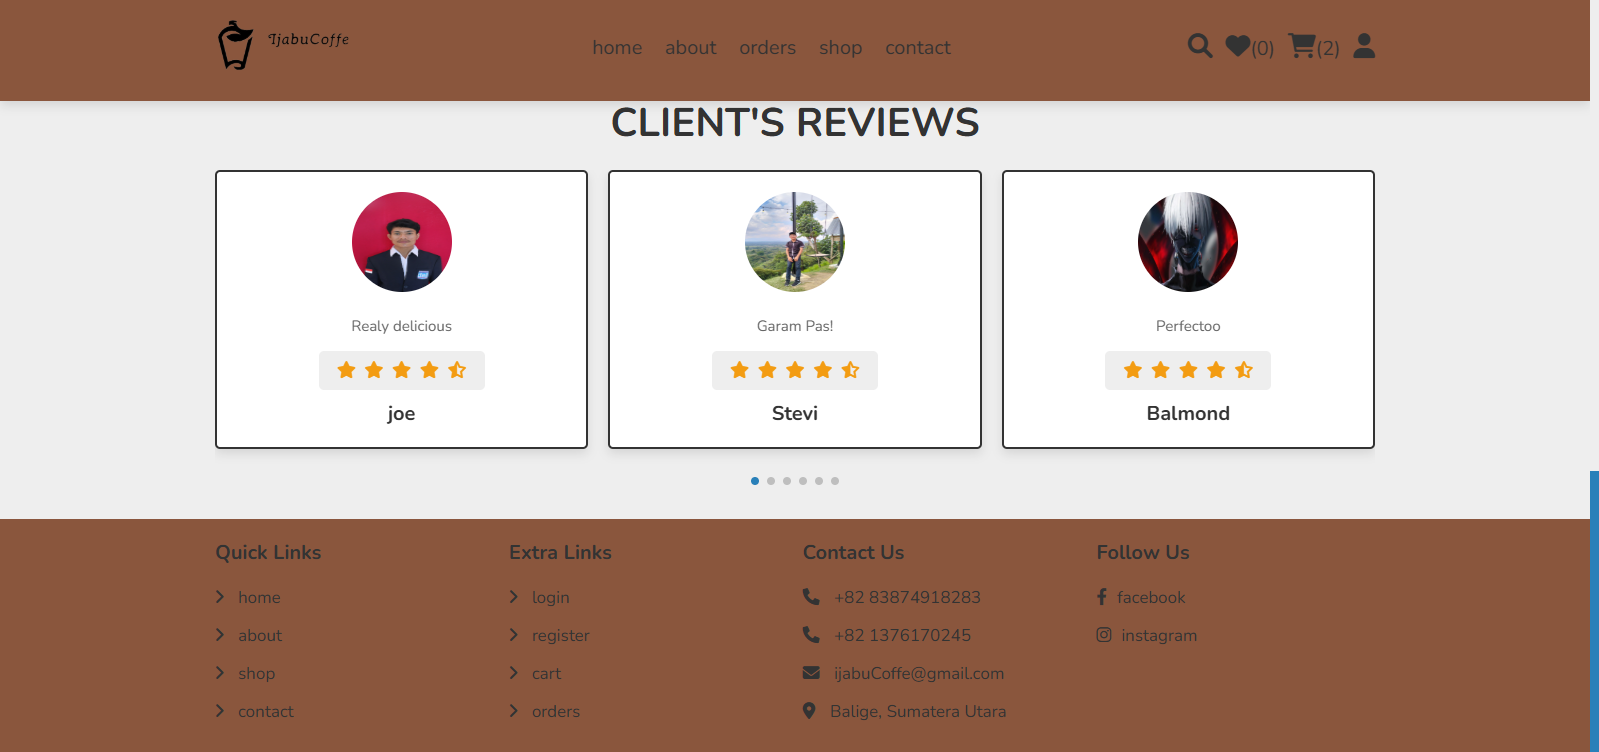 IjabuCoffe
home about orders shop contact
(0) (2)
CLIENT'S REVIEWS
Realy delicious
joe
Garam Pas!
Stevi
Perfectoo
Balmond
Quick Links
home
about
shop
contact
Extra Links
login
register
cart
orders
Contact Us
+82 83874918283
+82 1376170245
ijabuCoffe@gmail.com
Balige, Sumatera Utara
Follow Us
facebook
instagram